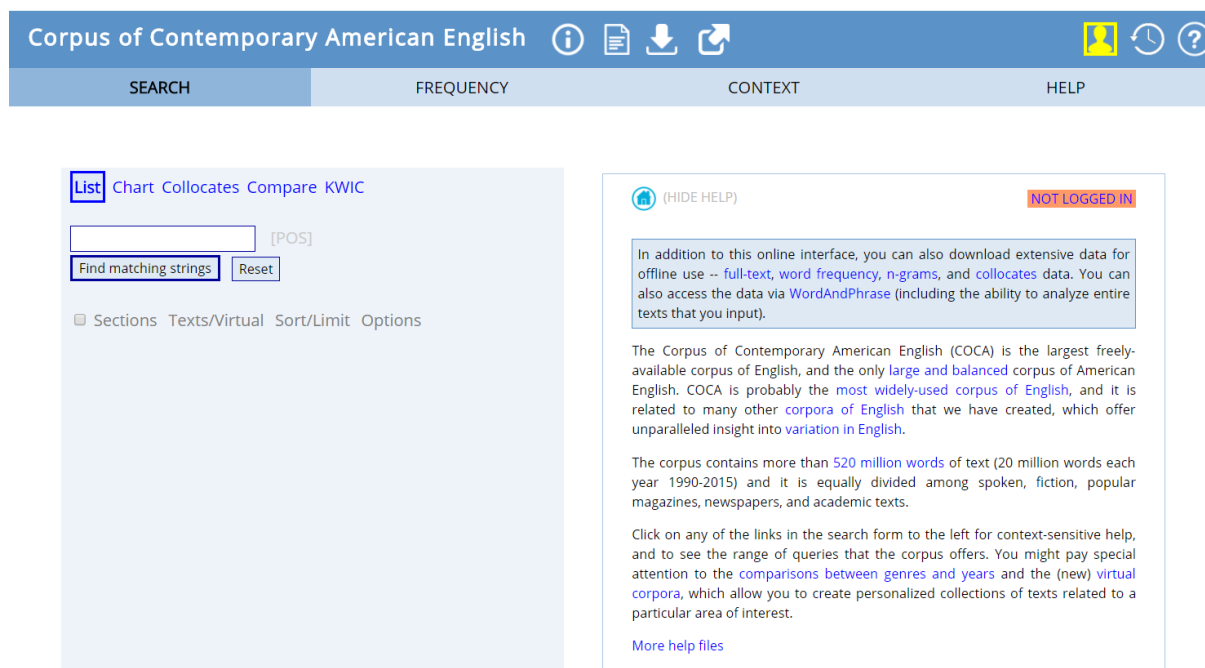 Corpus of Contemporary American English
SEARCH FREQUENCY CONTEXT HELP
List Chart Collocates Compare KWIC
[POS]
Find matching strings Reset
Sections Texts/Virtual Sort/Limit Options
(HIDE HELP) NOT LOGGED IN
In addition to this online interface, you can also download extensive data for
offline use -- full-text, word frequency, n-grams, and collocates data. You can
also access the data via WordAndPhrase (including the ability to analyze entire
texts that you input).
The Corpus of Contemporary American English (COCA) is the largest freely-
available corpus of English, and the only large and balanced corpus of American
English. COCA is probably the most widely-used corpus of English, and it is
related to many other corpora of English that we have created, which offer
unparalleled insight into variation in English.
The corpus contains more than 520 million words of text (20 million words each
year 1990-2015) and it is equally divided among spoken, fiction, popular
magazines, newspapers, and academic texts.
Click on any of the links in the search form to the left for context-sensitive help,
and to see the range of queries that the corpus offers. You might pay special
attention to the comparisons between genres and years and the (new) virtual
corpora, which allow you to create personalized collections of texts related to a
particular area of interest.
More help files